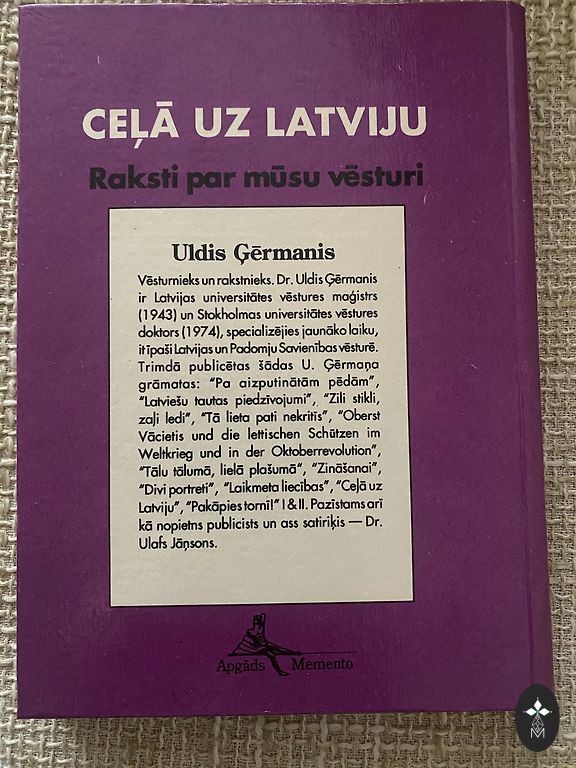 CEĻĀ UZ LATVIJU
Raksti par mūsu vēsturi
Uldis Ģērmanis
Vēsturnieks un rakstnieks. Dr. Uldis Ģērmanis
ir Latvijas universitātes vēstures maģistrs
(1943) un Stokholmas universitātes vēstures
doktors (1974), specializējies jaunāko laiku,
it īpaši Latvijas un Padomju Savienības vēsturē.
Trimdā publicētas šādas U. Ģērmaņa
grāmatas: “Pa aizputinātām pēdām”,
“Latviešu tautas piedzīvojumi”, “Zili stikli,
zaļi ledi”, “Tā lieta pati nekritīs”, “Oberst
Vācietis und die lettischen Schützen im
Weltkrieg und in der Oktoberrevolution”,
“Tālu tālumā, lielā plašumā“, “Zināšanai”,
“Divi portreti”, “Laikmeta liecības”, “Ceļā uz
Latviju”, “Pakāpies tornī!” I & II. Pazīstams arī
kā nopietns publicists un ass satiriķis — Dr.
Ulafs Jāņsons.
Apgāds Memento
M